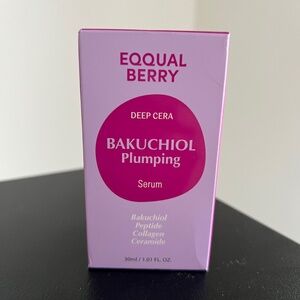 EQQUAL
BERRY
DEEP CERA
BAKUCHIOL
Plumping
Serum
Bakuchiol
Peptide
Collagen
Ceramide
30ml / 1.01 FL. OZ.